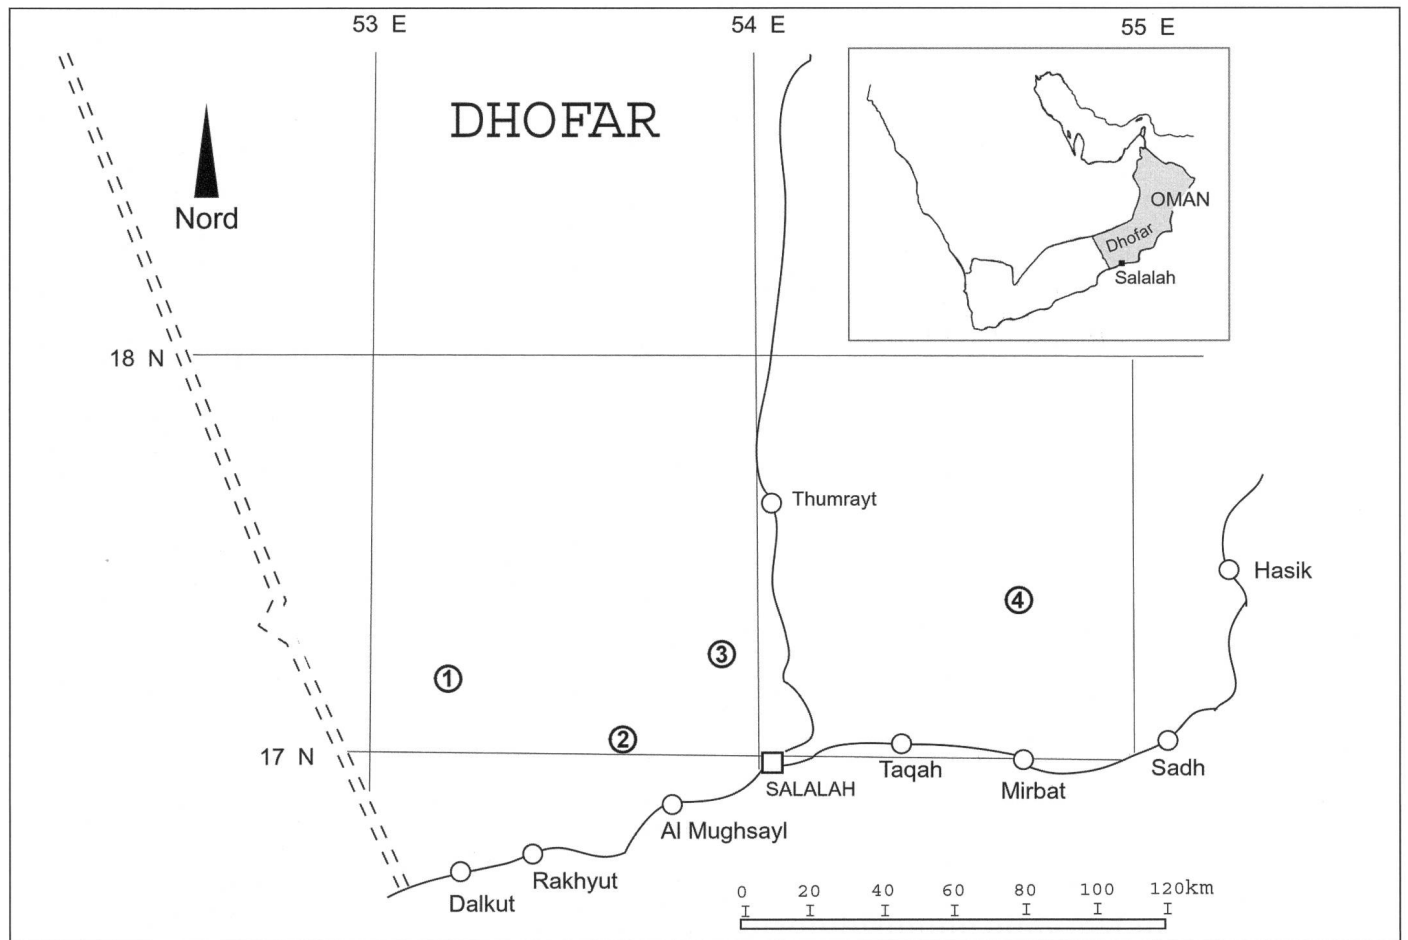 53 E
54 E
55 E
DHOFAR
Nord
OMAN
Dhofar
Salalah
18 N
Thumrayt
Hasik
4
3
1
2
17 N
Taqah
Sadh
SALALAH
Mirbat
Al Mughsayl
Rakhyut
Dalkut
0 20 40 60 80 100 120km